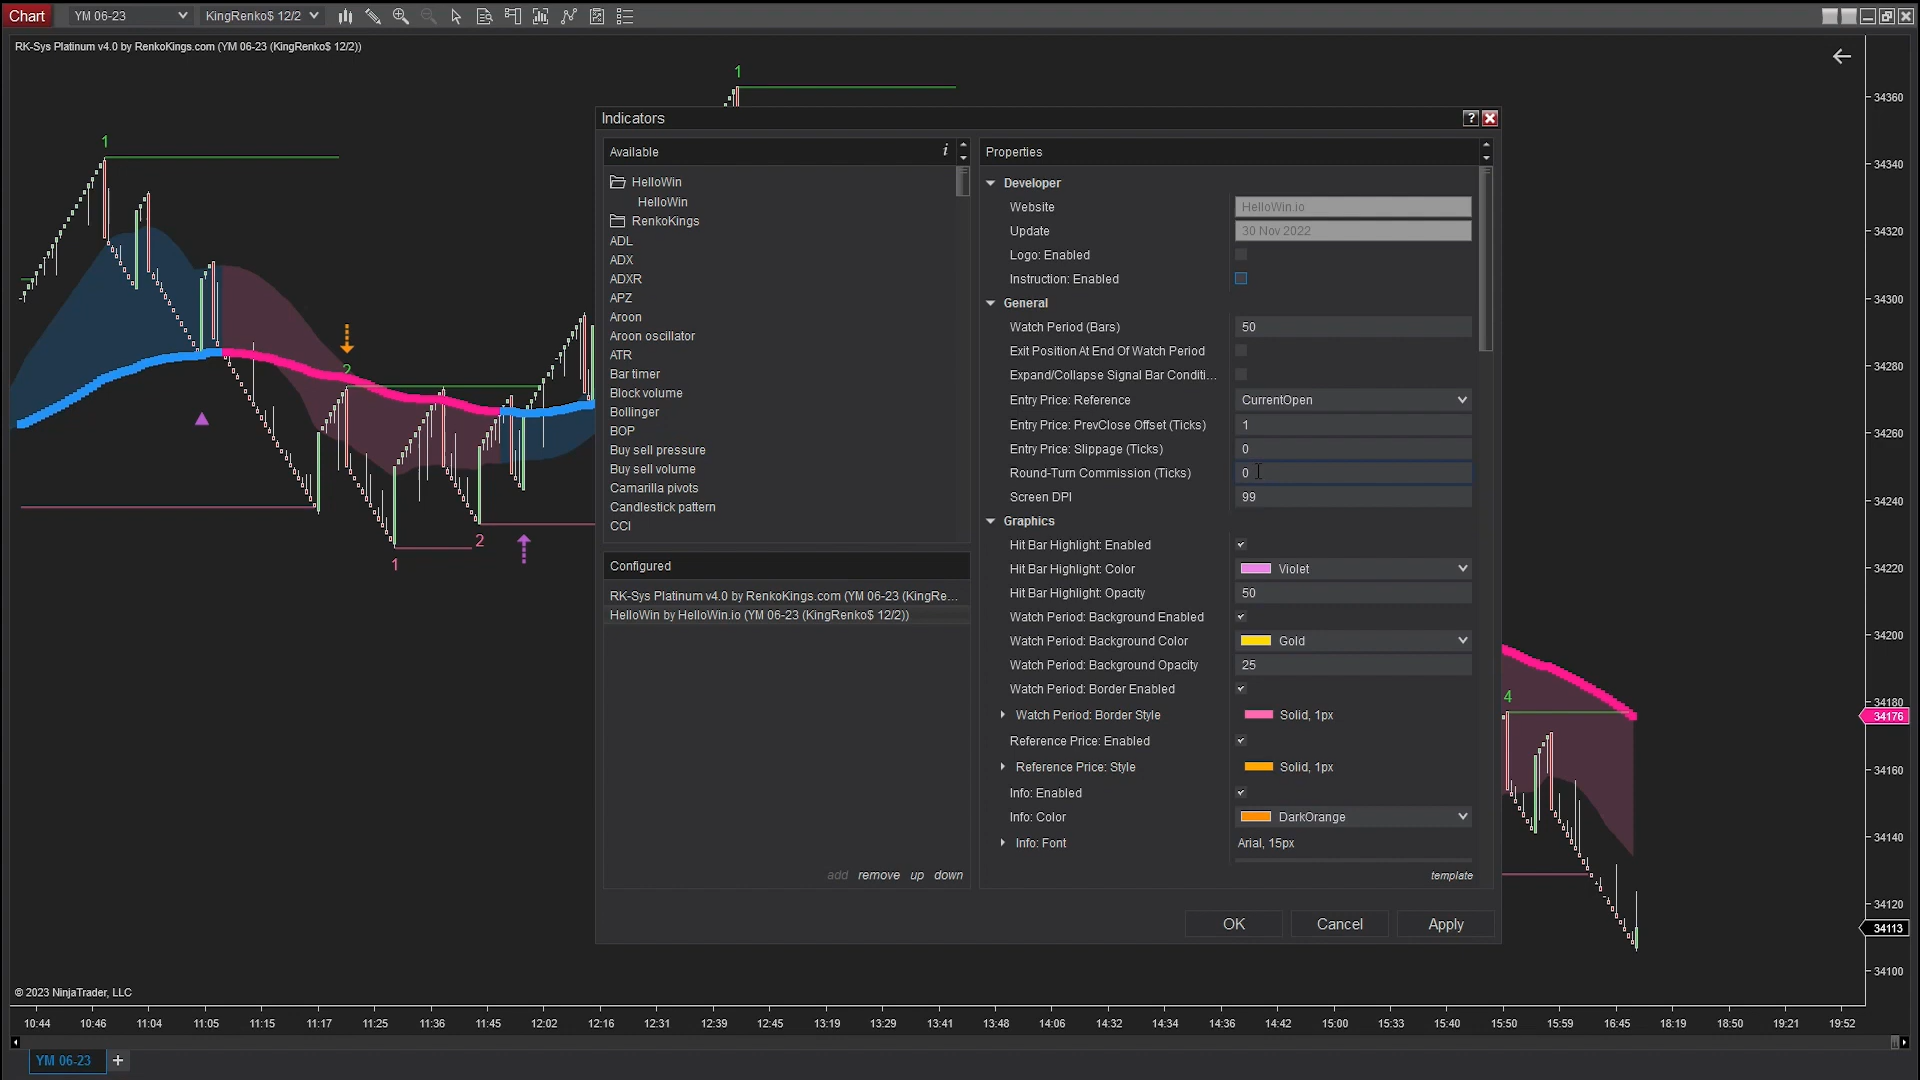 Chart
YM 06-23
KingRenko$ 12/2
RK-Sys Platinum v4.0 by RenkoKings.com (YM 06-23 (KingRenko$ 12/2))
1
1
2
1
2
4
Indicators
?
Available
i
HelloWin
HelloWin
RenkoKings
ADL
ADX
ADXR
APZ
Aroon
Aroon oscillator
ATR
Bar timer
Block volume
Bollinger
BOP
Buy sell pressure
Buy sell volume
Camarilla pivots
Candlestick pattern
CCI
Configured
RK-Sys Platinum v4.0 by RenkoKings.com (YM 06-23 (KingRe...
HelloWin by HelloWin.io (YM 06-23 (KingRenko$ 12/2))
add remove up down
Properties
Developer
Website HelloWin.io
Update 30 Nov 2022
Logo: Enabled
Instruction: Enabled
General
Watch Period (Bars) 50
Exit Position At End Of Watch Period
Expand/Collapse Signal Bar Conditi...
Entry Price: Reference CurrentOpen
Entry Price: PrevClose Offset (Ticks) 1
Entry Price: Slippage (Ticks) 0
Round-Turn Commission (Ticks) 0
Screen DPI 99
Graphics
Hit Bar Highlight: Enabled
Hit Bar Highlight: Color Violet
Hit Bar Highlight: Opacity 50
Watch Period: Background Enabled
Watch Period: Background Color Gold
Watch Period: Background Opacity 25
Watch Period: Border Enabled
Watch Period: Border Style Solid, 1px
Reference Price: Enabled
Reference Price: Style Solid, 1px
Info: Enabled
Info: Color DarkOrange
Info: Font Arial, 15px
template
OK Cancel Apply
34360
34340
34320
34300
34280
34260
34240
34220
34200
34180
34176
34160
34140
34120
34113
34100
© 2023 NinjaTrader, LLC
10:44 10:46 11:04 11:05 11:15 11:17 11:25 11:36 11:45 12:02 12:16 12:31 12:39 12:45 13:19 13:29 13:41 13:48 14:06 14:32 14:34 14:36 14:42 15:00 15:33 15:40 15:50 15:59 16:45 18:19 18:50 19:21 19:52
YM 06-23 +